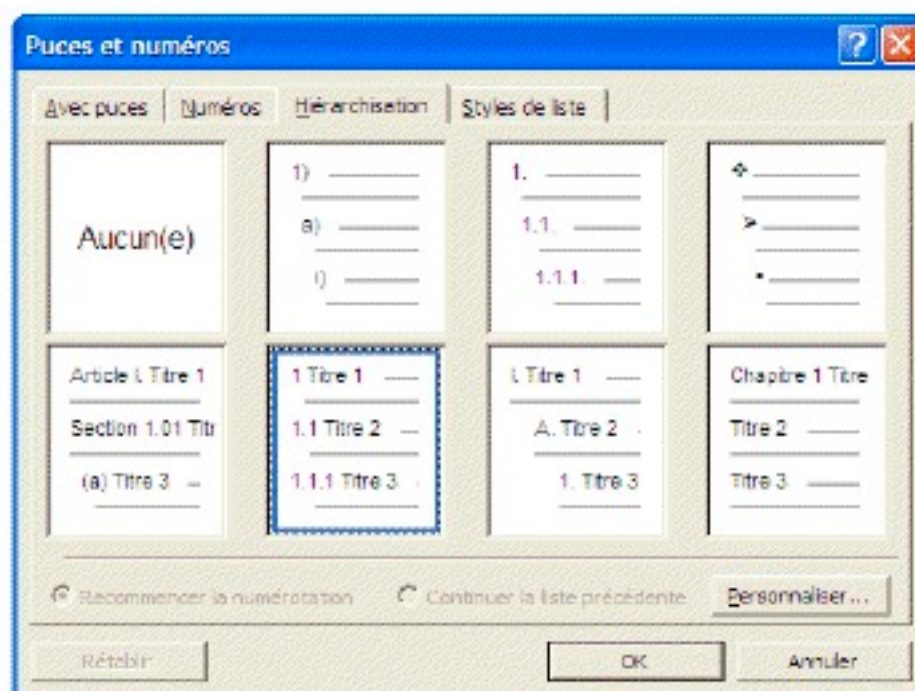 Puces et numéros
Avec puces Numéros Hiérarchisation Styles de liste
Aucun(e)
1)
a)
i)
1.
1.1.
1.1.1.
Article I. Titre 1
Section 1.01 Titr
(a) Titre 3
1 Titre 1
1.1 Titre 2
1.1.1 Titre 3
I. Titre 1
A. Titre 2
1. Titre 3
Chapitre 1 Titre
Titre 2
Titre 3
Recommencer la numérotation Continuer la liste précédente Personnaliser...
Rétablir OK Annuler